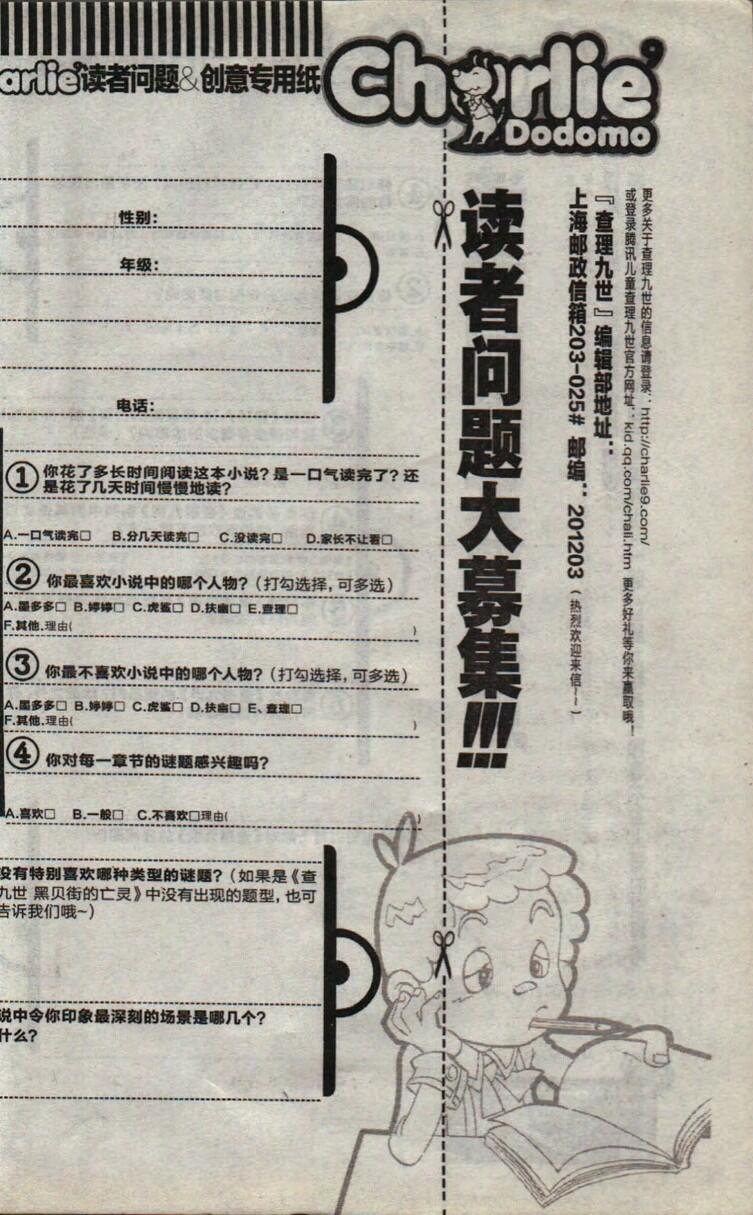 arlie9读者问题&创意专用纸
Charlie9
Dodomo
性别：
年级：
电话：
①你花了多长时间阅读这本小说？是一口气读完了？还
是花了几天时间慢慢地读？
A.一口气读完□ B.分几天读完□ C.没读完□ D.家长不让看□
②你最喜欢小说中的哪个人物？（打勾选择，可多选）
A.墨多多□ B.婷婷□ C.虎鲨□ D.扶幽□ E.查理□
F.其他.理由( )
③你最不喜欢小说中的哪个人物？（打勾选择，可多选）
A.墨多多□ B.婷婷□ C.虎鲨□ D.扶幽□ E、查理□
F.其他.理由( )
④你对每一章节的谜题感兴趣吗？
A.喜欢□ B.一般□ C.不喜欢□理由( )
没有特别喜欢哪种类型的谜题？（如果是《查
九世 黑贝街的亡灵》中没有出现的题型，也可
告诉我们哦~）
说中令你印象最深刻的场景是哪几个？
什么？
更多关于查理九世的信息请登录：http://charlie9.com/
或登录腾讯儿童查理九世官方网址：kid.qq.com/chali.htm 更多好礼等你来赢取哦！
『查理九世』编辑部地址：
上海邮政信箱203-025# 邮编：201203（热烈欢迎来信~~）
读者问题大募集!!!